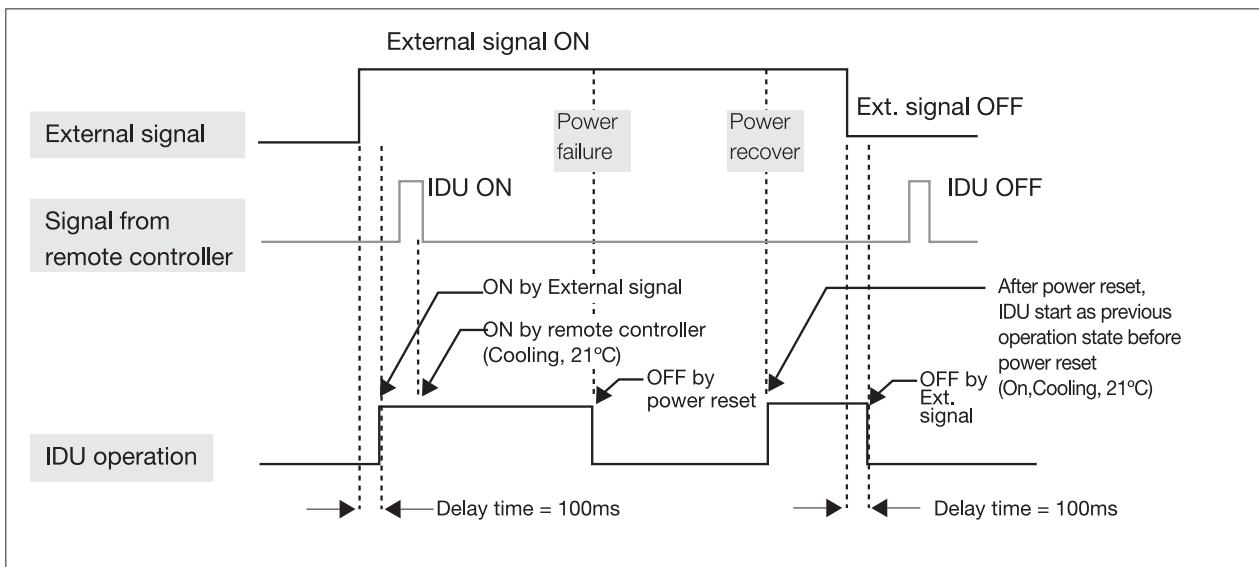 External signal ON
External signal
Power
failure
Power
recover
Ext. signal OFF
Signal from
remote controller
IDU ON
IDU OFF
ON by External signal
ON by remote controller
(Cooling, 21ºC)
OFF by
power reset
After power reset,
IDU start as previous
operation state before
power reset
(On,Cooling, 21ºC)
OFF by
Ext.
signal
IDU operation
Delay time = 100ms
Delay time = 100ms